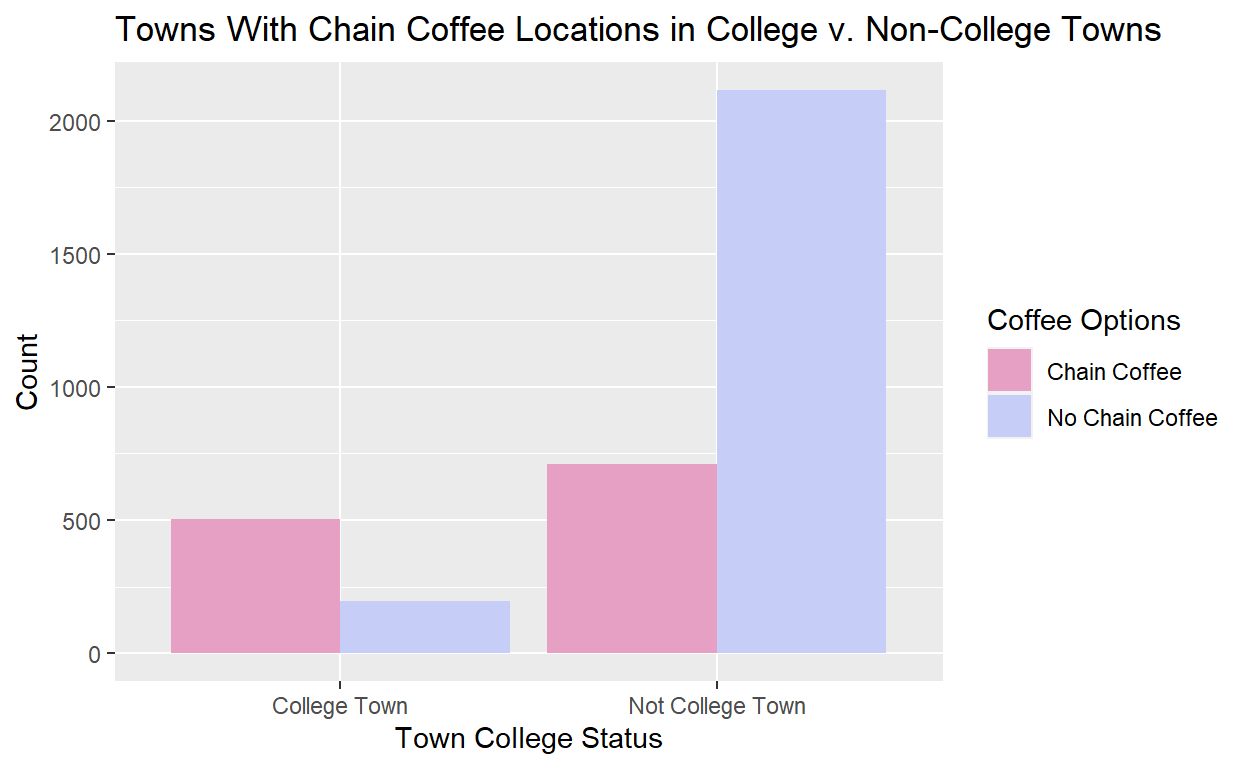 Towns With Chain Coffee Locations in College v. Non-College Towns
2000
1500
1000
500
0
Count
College Town
Not College Town
Town College Status
Coffee Options
Chain Coffee
No Chain Coffee